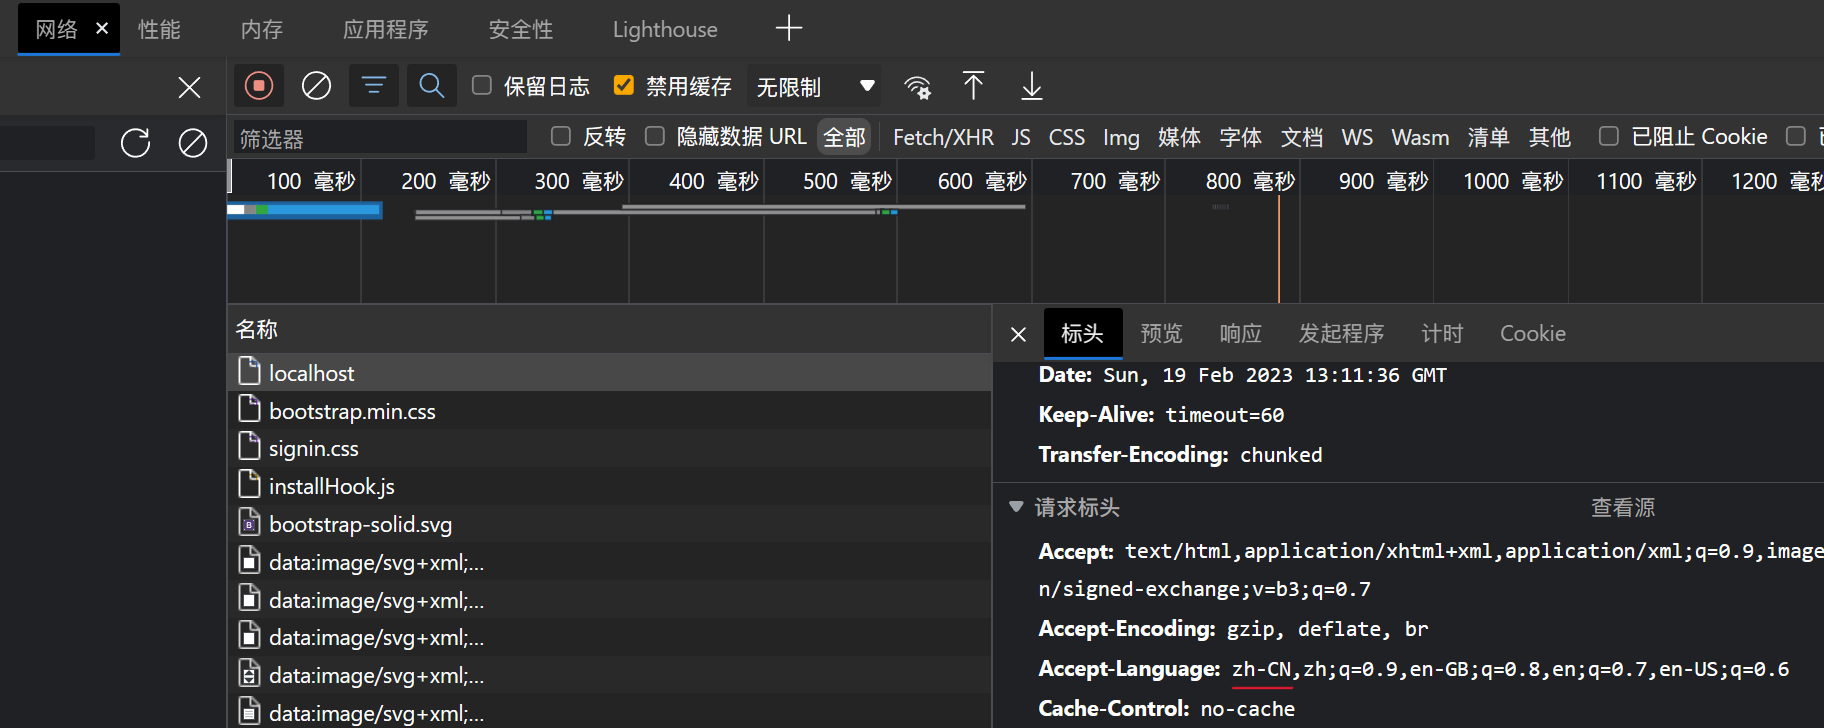 网络 性能 内存 应用程序 安全性 Lighthouse
保留日志 禁用缓存 无限制
筛选器 反转 隐藏数据 URL 全部 Fetch/XHR JS CSS Img 媒体 字体 文档 WS Wasm 清单 其他 已阻止 Cookie
100 毫秒 200 毫秒 300 毫秒 400 毫秒 500 毫秒 600 毫秒 700 毫秒 800 毫秒 900 毫秒 1000 毫秒 1100 毫秒 1200 毫秒
名称
localhost
bootstrap.min.css
signin.css
installHook.js
bootstrap-solid.svg
data:image/svg+xml;...
data:image/svg+xml;...
data:image/svg+xml;...
data:image/svg+xml;...
data:image/svg+xml;...
标头 预览 响应 发起程序 计时 Cookie
Date: Sun, 19 Feb 2023 13:11:36 GMT
Keep-Alive: timeout=60
Transfer-Encoding: chunked
请求标头 查看源
Accept: text/html,application/xhtml+xml,application/xml;q=0.9,image
n/signed-exchange;v=b3;q=0.7
Accept-Encoding: gzip, deflate, br
Accept-Language: zh-CN,zh;q=0.9,en-GB;q=0.8,en;q=0.7,en-US;q=0.6
Cache-Control: no-cache